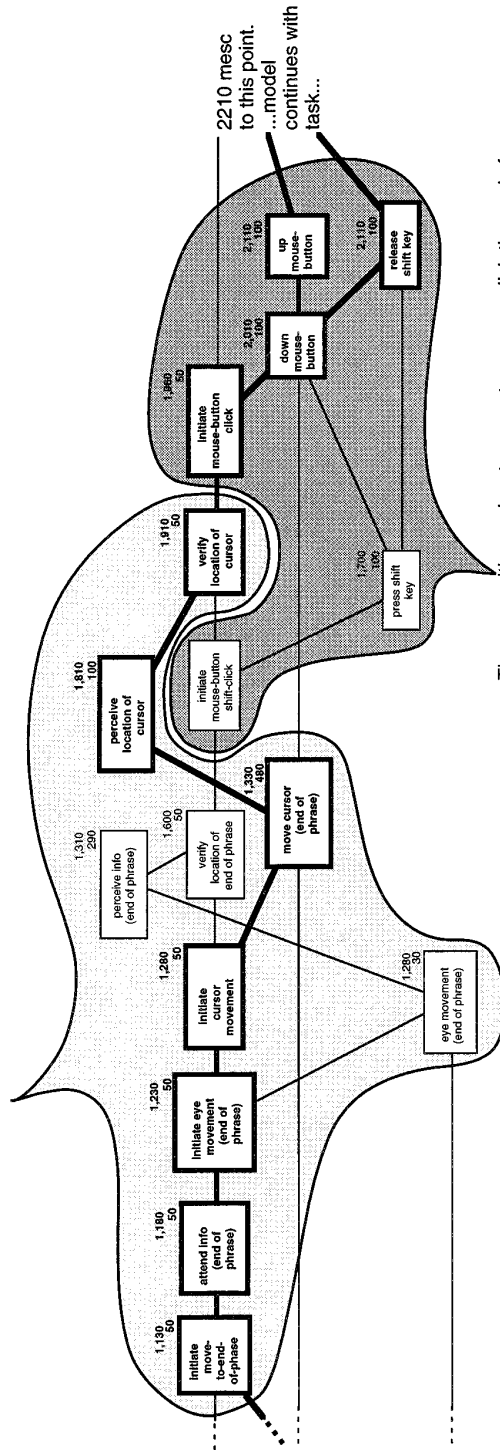 1,130
50
initiate
move-
to-end-
of-phrase
1,180
50
attend info
(end of
phrase)
1,230
50
initiate eye
movement
(end of
phrase)
1,280
50
initiate
cursor
movement
1,280
30
eye movement
(end of phrase)
1,310
290
perceive info
(end of phrase)
1,600
50
verify
location of
end of phrase
1,330
480
move cursor
(end of
phrase)
1,810
100
perceive
location of
cursor
initiate
mouse-button
shift-click
1,700
100
press shift
key
1,910
50
verify
location of
cursor
1,960
50
initiate
mouse-button
click
2,010
100
down
mouse-
button
2,110
100
up
mouse-
button
2,110
100
release
shift key
2210 mesc
to this point.
...model
continues with
task...